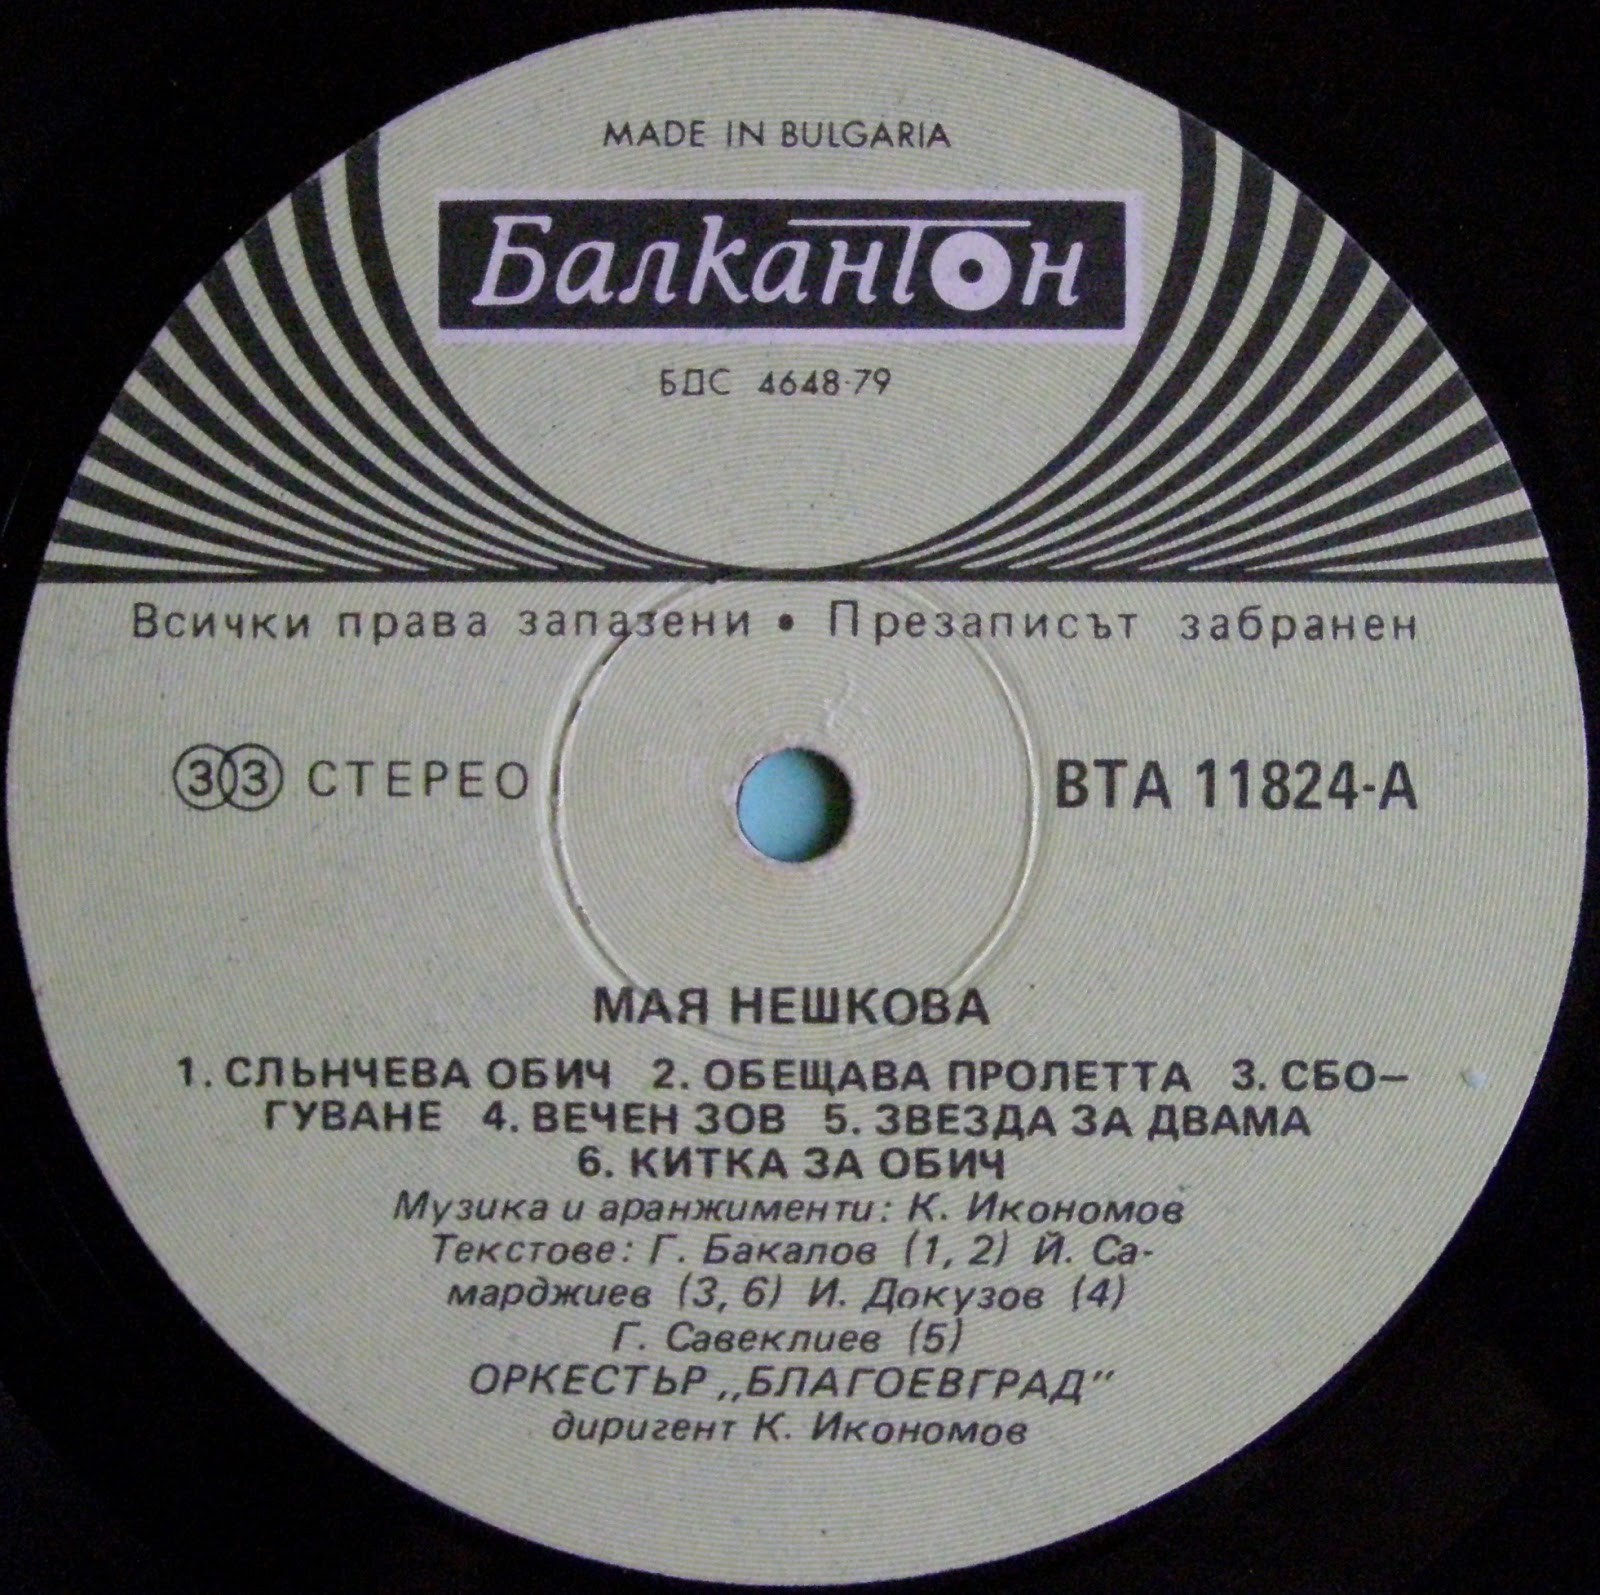 MADE IN BULGARIA
Балкантон
БДС 4648-79
Всички права запазени • Презаписът забранен
33 СТЕРЕО ВТА 11824-А
МАЯ НЕШКОВА
1. СЛЪНЧЕВА ОБИЧ 2. ОБЕЩАВА ПРОЛЕТТА 3. СБО-
ГУВАНЕ 4. ВЕЧЕН ЗОВ 5. ЗВЕЗДА ЗА ДВАМА
6. КИТКА ЗА ОБИЧ
Музика и аранжименти: К. Икономов
Текстове: Г. Бакалов (1, 2) Й. Са-
марджиев (3, 6) И. Докузов (4)
Г. Савеклиев (5)
ОРКЕСТЪР „БЛАГОЕВГРАД"
диригент К. Икономов